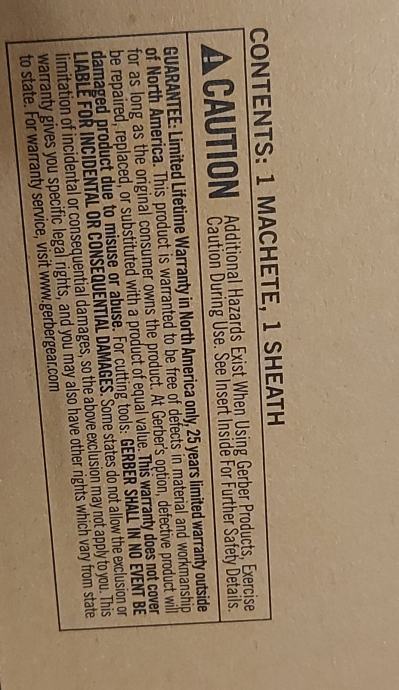 CONTENTS: 1 MACHETE, 1 SHEATH
CAUTION
Additional Hazards Exist When Using Gerber Products, Exercise
Caution During Use. See Insert Inside For Further Safety Details.
GUARANTEE: Limited Lifetime Warranty in North America only, 25 years limited warranty outside
of North America. This product is warranted to be free of defects in material and workmanship
for as long as the original consumer owns the product. At Gerber's option, defective product will
be repaired, replaced, or substituted with a product of equal value. This warranty does not cover
damaged product due to misuse or abuse. For cutting tools: GERBER SHALL IN NO EVENT BE
LIABLE FOR INCIDENTAL OR CONSEQUENTIAL DAMAGES. Some states do not allow the exclusion or
limitation of incidental or consequential damages, so the above exclusion may not apply to you. This
warranty gives you specific legal rights, and you may also have other rights which vary from state
to state. For warranty service, visit www.gerbergear.com